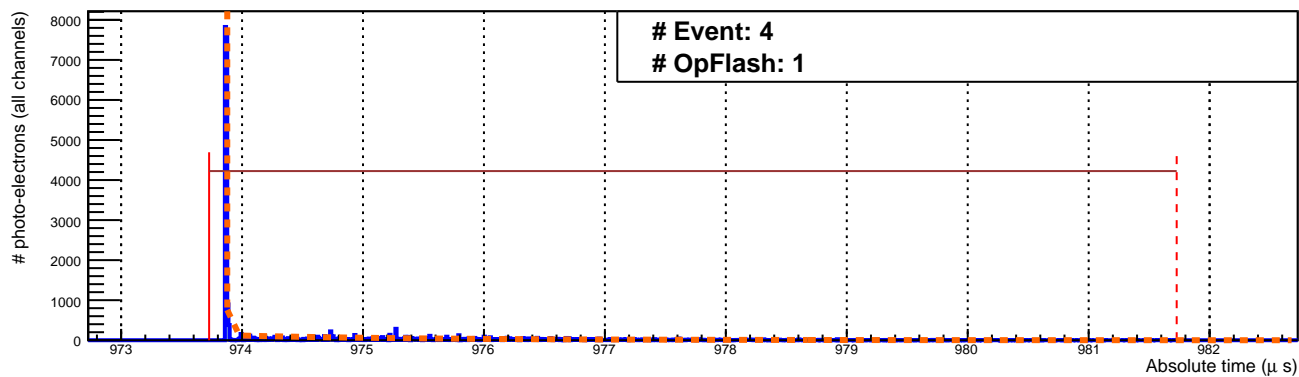 # Event: 4
# OpFlash: 1
# photo-electrons (all channels)
8000
7000
6000
5000
4000
3000
2000
1000
0
973 974 975 976 977 978 979 980 981 982
Absolute time (μ s)